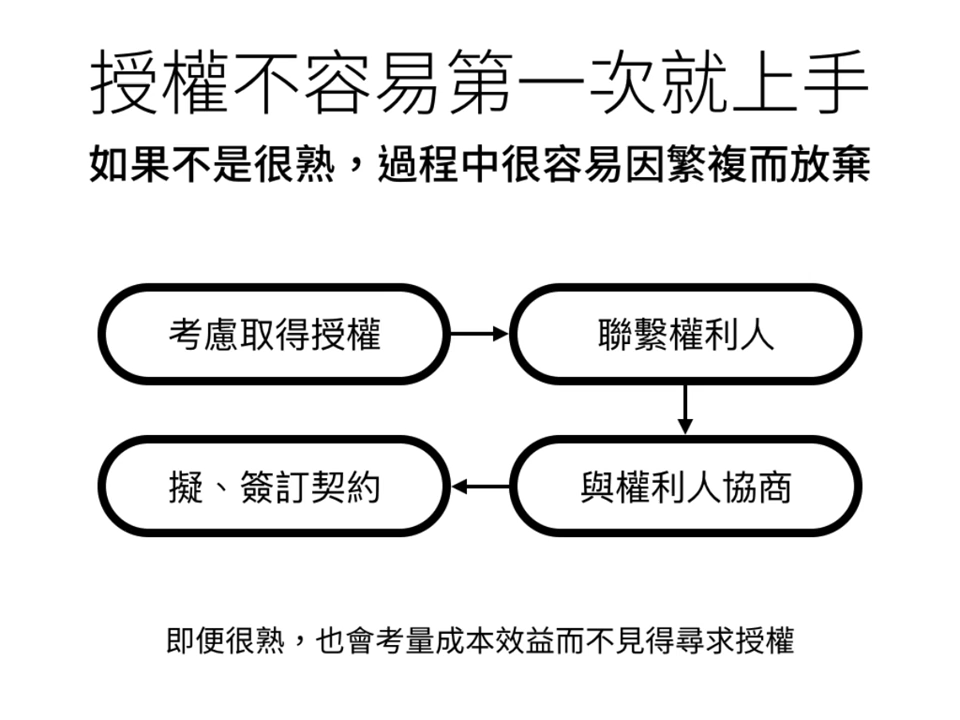 授權不容易第一次就上手
如果不是很熟，過程中很容易因繁複而放棄
考慮取得授權
聯繫權利人
與權利人協商
擬、簽訂契約
即便很熟，也會考量成本效益而不見得尋求授權